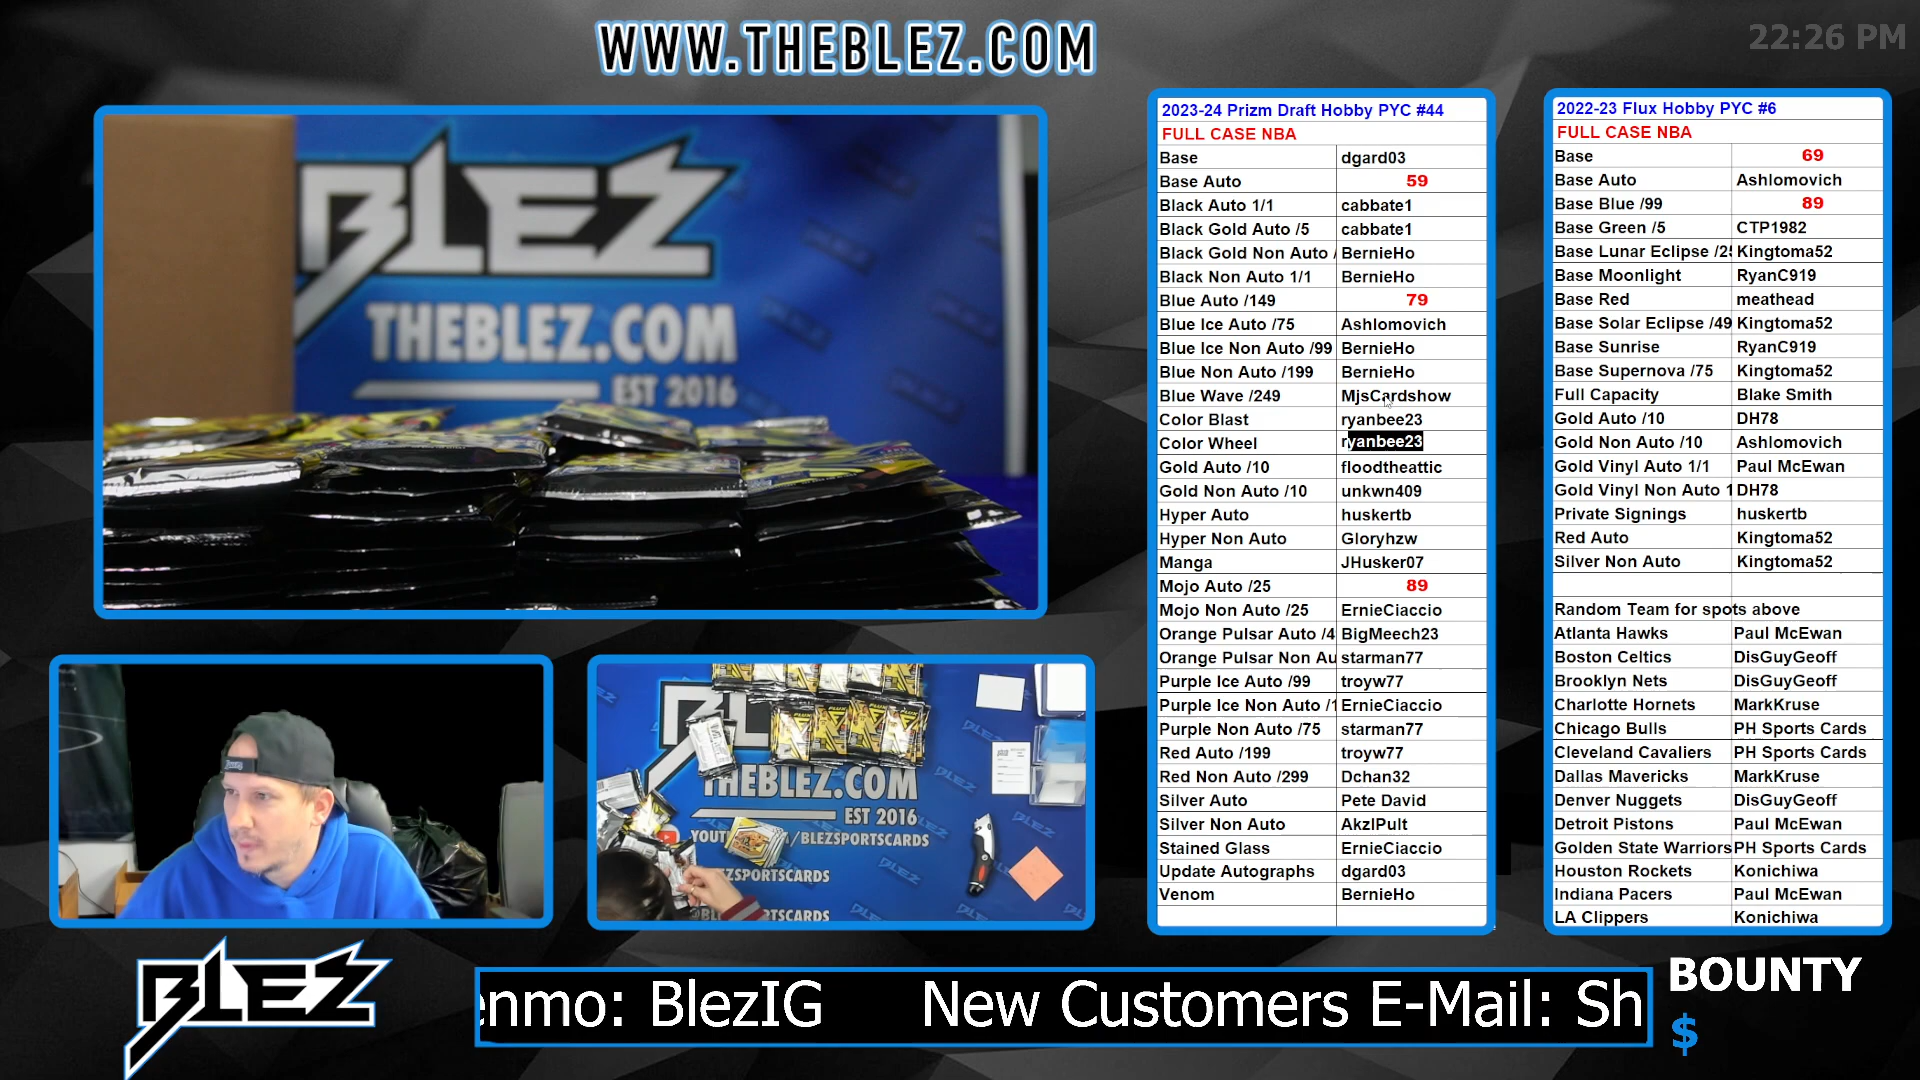 WWW.THEBLEZ.COM
22:26 PM
BLEZ
THEBLEZ.COM
EST 2016
2023-24 Prizm Draft Hobby PYC #44
FULL CASE NBA
Base dgard03
Base Auto 59
Black Auto 1/1 cabbate1
Black Gold Auto /5 cabbate1
Black Gold Non Auto / BernieHo
Black Non Auto 1/1 BernieHo
Blue Auto /149 79
Blue Ice Auto /75 Ashlomovich
Blue Ice Non Auto /99 BernieHo
Blue Non Auto /199 BernieHo
Blue Wave /249 MjsCardshow
Color Blast ryanbee23
Color Wheel ryanbee23
Gold Auto /10 floodtheattic
Gold Non Auto /10 unkwn409
Hyper Auto huskertb
Hyper Non Auto Gloryhzw
Manga JHusker07
Mojo Auto /25 89
Mojo Non Auto /25 ErnieCiaccio
Orange Pulsar Auto /4 BigMeech23
Orange Pulsar Non Au starman77
Purple Ice Auto /99 troyw77
Purple Ice Non Auto /1 ErnieCiaccio
Purple Non Auto /75 starman77
Red Auto /199 troyw77
Red Non Auto /299 Dchan32
Silver Auto Pete David
Silver Non Auto AkzlPult
Stained Glass ErnieCiaccio
Update Autographs dgard03
Venom BernieHo
2022-23 Flux Hobby PYC #6
FULL CASE NBA
Base 69
Base Auto Ashlomovich
Base Blue /99 89
Base Green /5 CTP1982
Base Lunar Eclipse /25 Kingtoma52
Base Moonlight RyanC919
Base Red meathead
Base Solar Eclipse /49 Kingtoma52
Base Sunrise RyanC919
Base Supernova /75 Kingtoma52
Full Capacity Blake Smith
Gold Auto /10 DH78
Gold Non Auto /10 Ashlomovich
Gold Vinyl Auto 1/1 Paul McEwan
Gold Vinyl Non Auto 1 DH78
Private Signings huskertb
Red Auto Kingtoma52
Silver Non Auto Kingtoma52
Random Team for spots above
Atlanta Hawks Paul McEwan
Boston Celtics DisGuyGeoff
Brooklyn Nets DisGuyGeoff
Charlotte Hornets MarkKruse
Chicago Bulls PH Sports Cards
Cleveland Cavaliers PH Sports Cards
Dallas Mavericks MarkKruse
Denver Nuggets DisGuyGeoff
Detroit Pistons Paul McEwan
Golden State Warriors PH Sports Cards
Houston Rockets Konichiwa
Indiana Pacers Paul McEwan
LA Clippers Konichiwa
FLUX
THEBLEZ.COM
EST 2016
/BLEZSPORTSCARDS
ZSPORTSCARDS
BLEZ
enmo: BlezIG New Customers E-Mail: Sh
BOUNTY
$